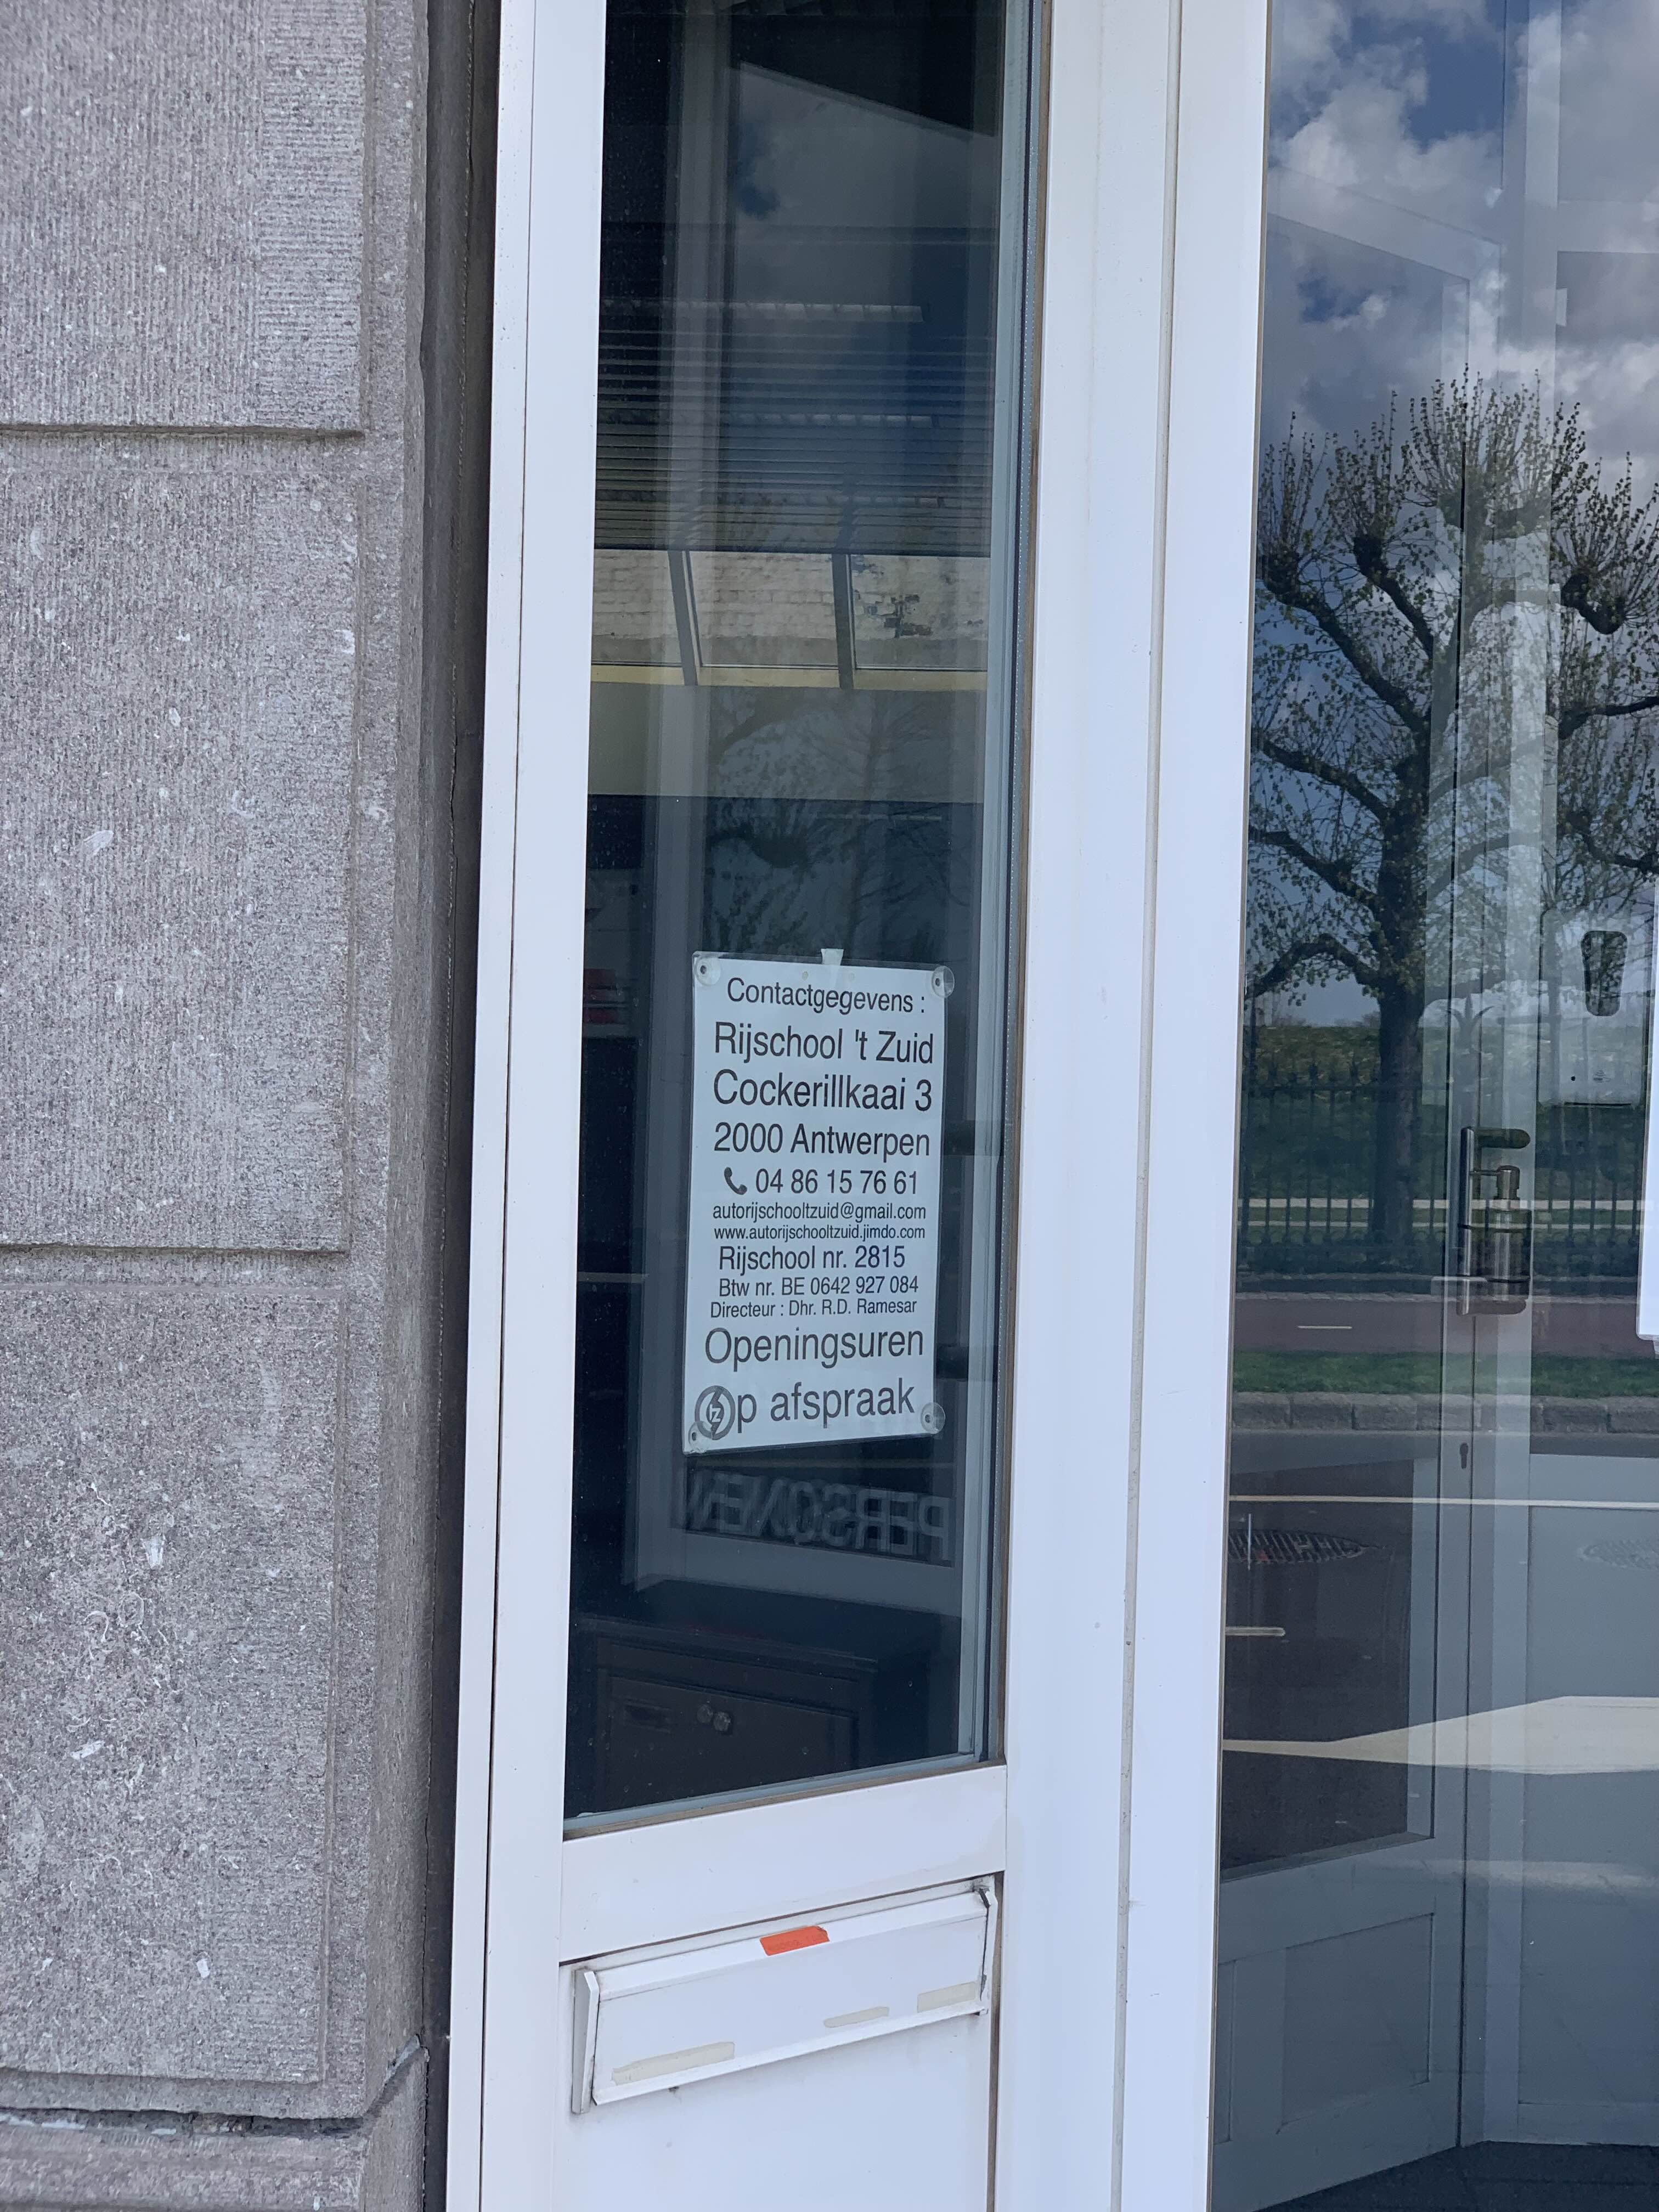 Contactgegevens :
Rijschool 't Zuid
Cockerillkaai 3
2000 Antwerpen
04 86 15 76 61
autorijschooltzuid@gmail.com
www.autorijschooltzuid.jimdo.com
Rijschool nr. 2815
Btw nr. BE 0642 927 084
Directeur : Dhr. R.D. Ramesar
Openingsuren
Op afspraak
PERSONEN